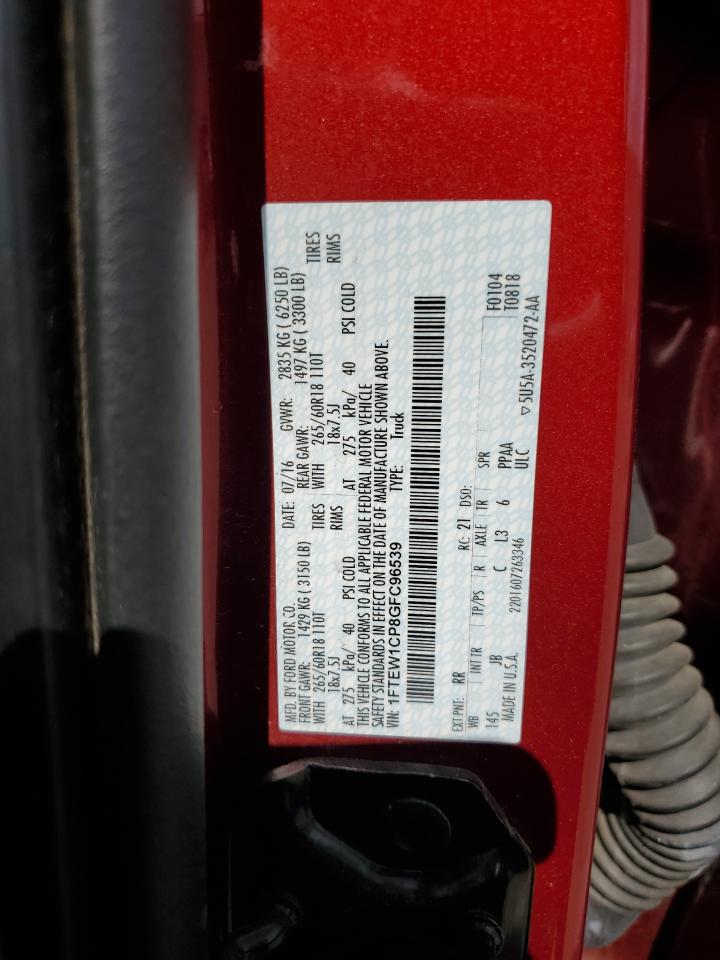 MFD. BY FORD MOTOR CO.
DATE: 07/16 GVWR: 2835 KG ( 6250 LB)
FRONT GAWR: 1429 KG ( 3150 LB) REAR GAWR: 1497 KG ( 3300 LB)
WITH 265/60R18 110T TIRES WITH 265/60R18 110T TIRES
18x7.5J RIMS 18x7.5J RIMS
AT 275 kPa/ 40 PSI COLD AT 275 kPa/ 40 PSI COLD
THIS VEHICLE CONFORMS TO ALL APPLICABLE FEDERAL MOTOR VEHICLE
SAFETY STANDARDS IN EFFECT ON THE DATE OF MANUFACTURE SHOWN ABOVE.
VIN: 1FTEW1CP8GFC96539 TYPE: Truck
EXT PNT: RR RC: 21 DSO:
WB INT TR TP/PS R AXLE TR SPR F0104
145 JB C L3 6 PPAA T0818
MADE IN U.S.A. 2201607263346 ULC ▽5U5A-3520472-AA